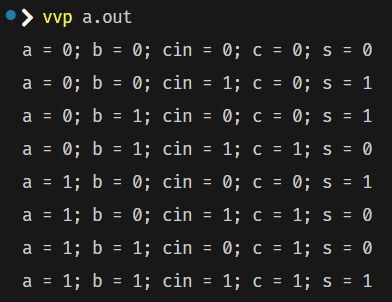 ❯ vvp a.out
a = 0; b = 0; cin = 0; c = 0; s = 0
a = 0; b = 0; cin = 1; c = 0; s = 1
a = 0; b = 1; cin = 0; c = 0; s = 1
a = 0; b = 1; cin = 1; c = 1; s = 0
a = 1; b = 0; cin = 0; c = 0; s = 1
a = 1; b = 0; cin = 1; c = 1; s = 0
a = 1; b = 1; cin = 0; c = 1; s = 0
a = 1; b = 1; cin = 1; c = 1; s = 1